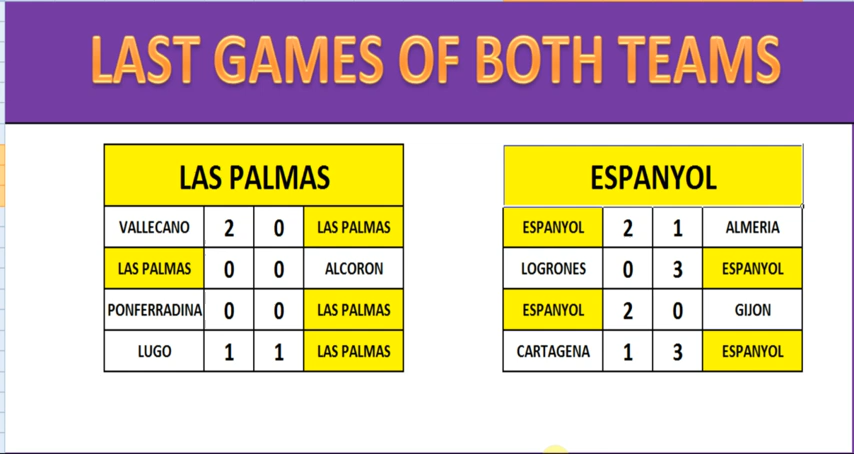 LAST GAMES OF BOTH TEAMS
LAS PALMAS
VALLECANO 2 0 LAS PALMAS
LAS PALMAS 0 0 ALCORON
PONFERRADINA 0 0 LAS PALMAS
LUGO 1 1 LAS PALMAS
ESPANYOL
ESPANYOL 2 1 ALMERIA
LOGRONES 0 3 ESPANYOL
ESPANYOL 2 0 GIJON
CARTAGENA 1 3 ESPANYOL